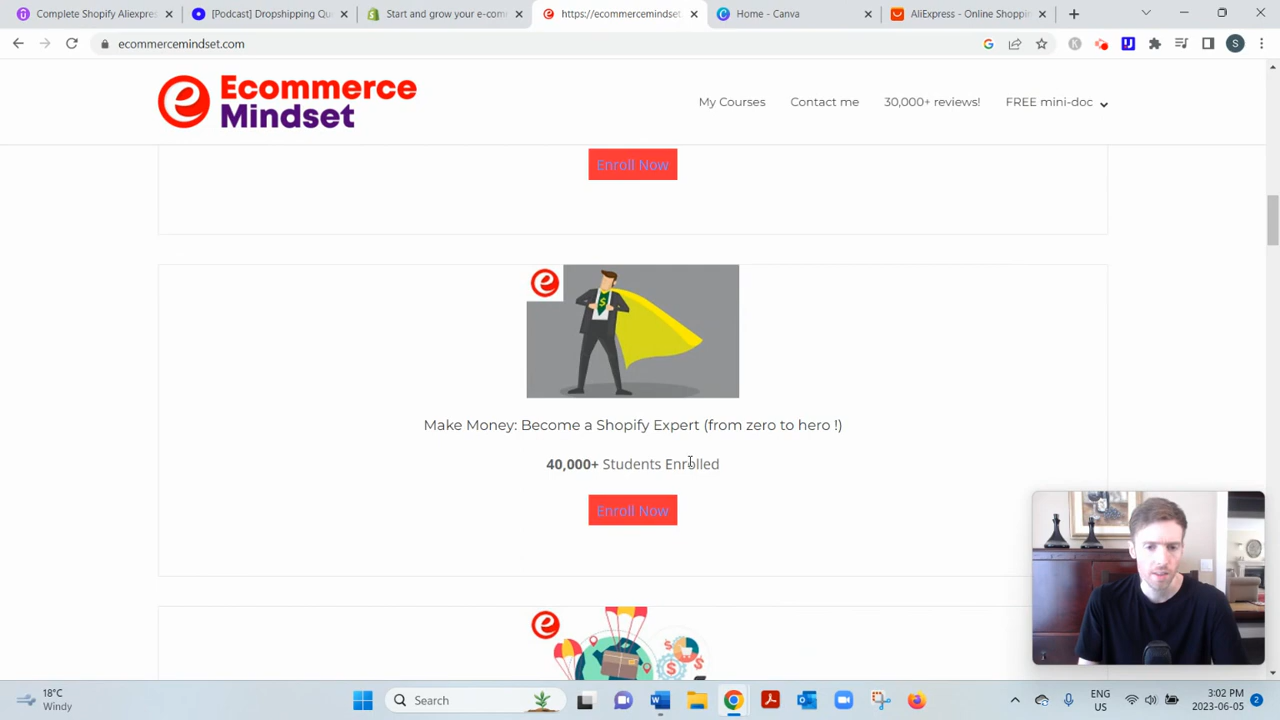 Complete Shopify Aliexpres
[Podcast] Dropshipping Qu
Start and grow your e-com
https://ecommercemindset.
Home - Canva
AliExpress - Online Shoppin
ecommercemindset.com
S
Ecommerce
Mindset
My Courses
Contact me
30,000+ reviews!
FREE mini-doc
Enroll Now
Make Money: Become a Shopify Expert (from zero to hero !)
40,000+ Students Enrolled
Enroll Now
18°C
Windy
Search
ENG
US
3:02 PM
2023-06-05
2